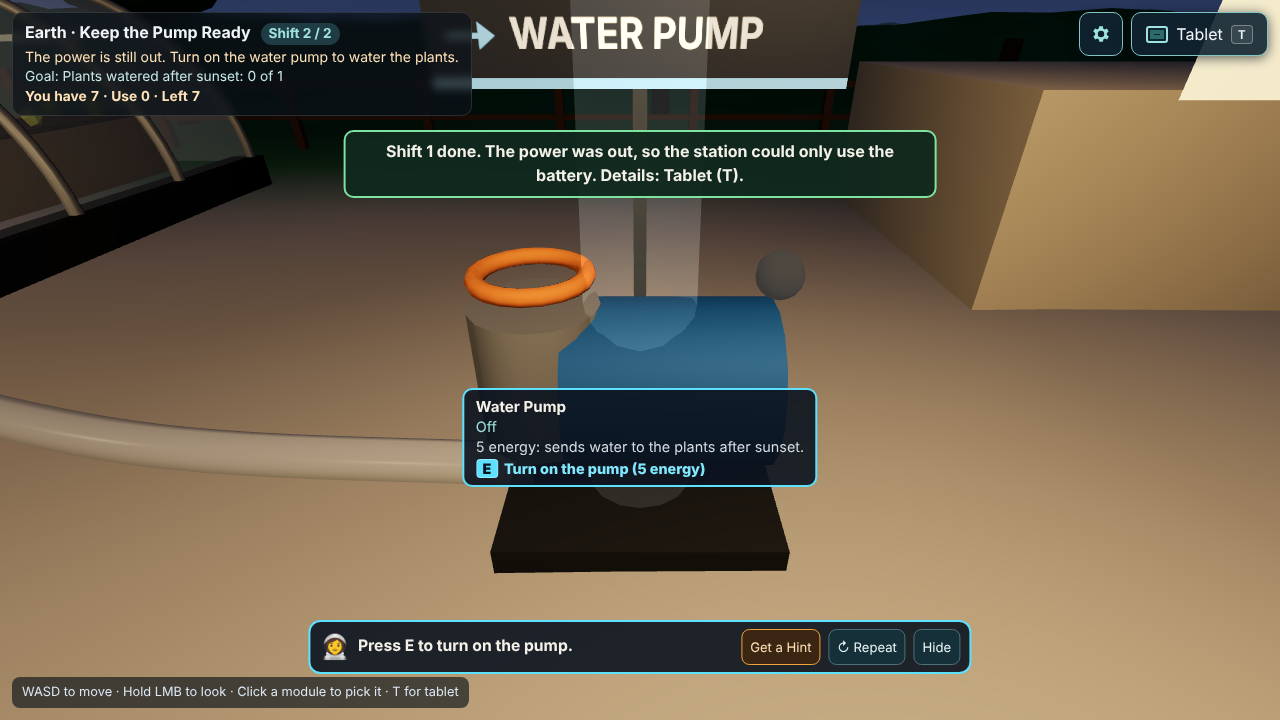 Earth · Keep the Pump Ready Shift 2 / 2
The power is still out. Turn on the water pump to water the plants.
Goal: Plants watered after sunset: 0 of 1
You have 7 · Use 0 · Left 7
WATER PUMP
Tablet T
Shift 1 done. The power was out, so the station could only use the
battery. Details: Tablet (T).
Water Pump
Off
5 energy: sends water to the plants after sunset.
E Turn on the pump (5 energy)
Press E to turn on the pump.
Get a Hint
Repeat
Hide
WASD to move · Hold LMB to look · Click a module to pick it · T for tablet